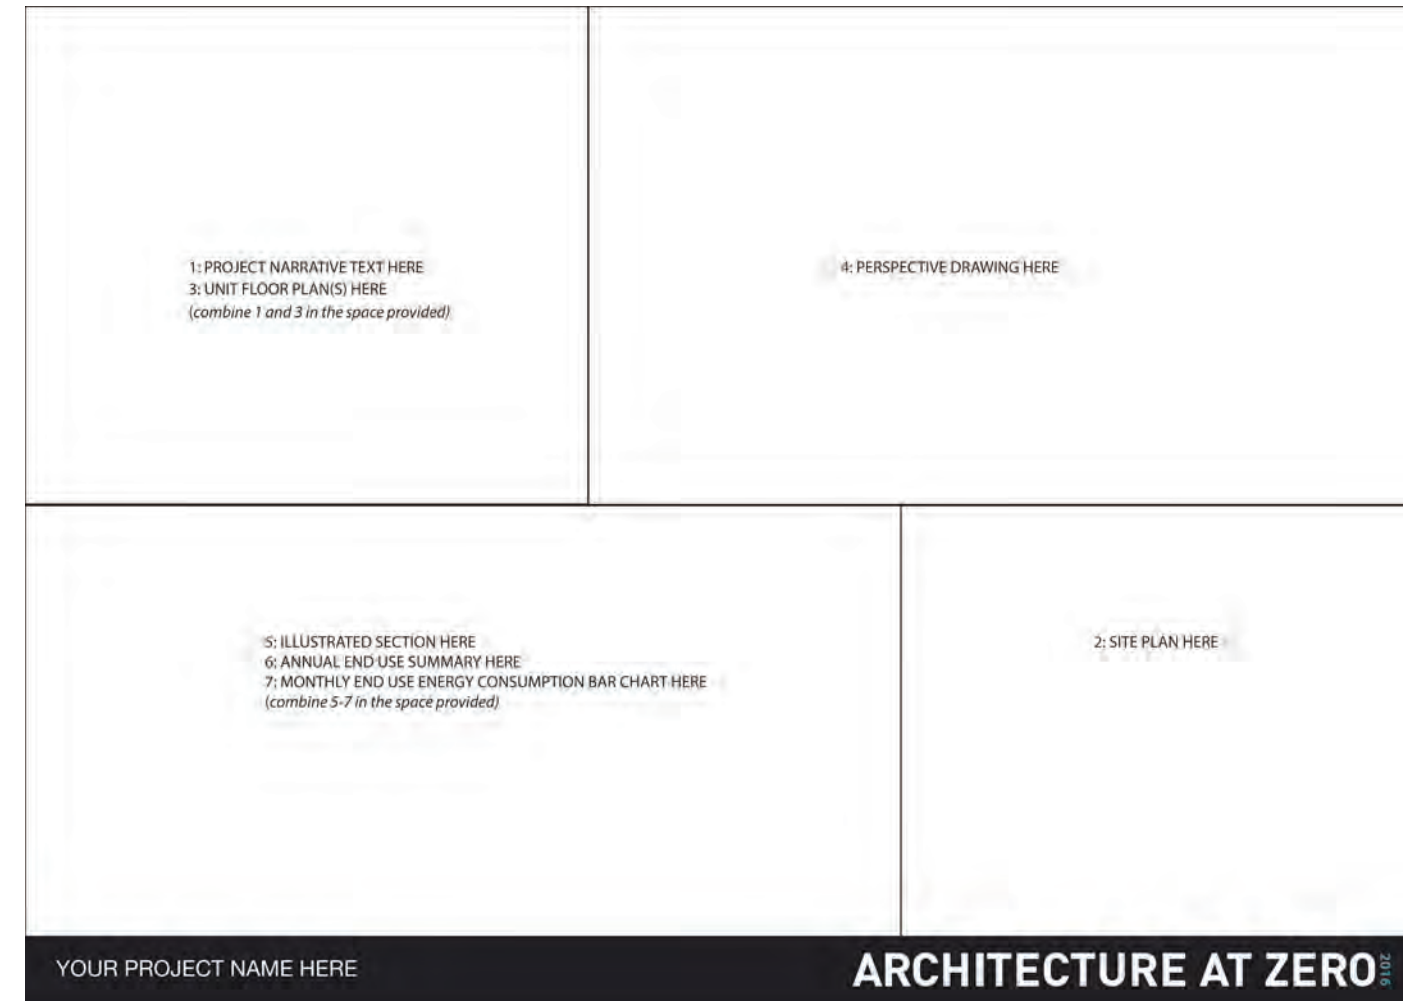 1: PROJECT NARRATIVE TEXT HERE
3: UNIT FLOOR PLAN(S) HERE
(combine 1 and 3 in the space provided)
4: PERSPECTIVE DRAWING HERE
5: ILLUSTRATED SECTION HERE
6: ANNUAL END USE SUMMARY HERE
7: MONTHLY END USE ENERGY CONSUMPTION BAR CHART HERE
(combine 5-7 in the space provided)
2: SITE PLAN HERE
YOUR PROJECT NAME HERE
ARCHITECTURE AT ZERO 2016